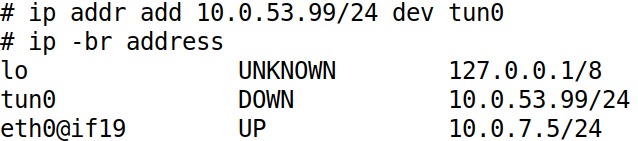 # ip addr add 10.0.53.99/24 dev tun0
# ip -br address
lo               UNKNOWN        127.0.0.1/8
tun0             DOWN           10.0.53.99/24
eth0@if19        UP             10.0.7.5/24